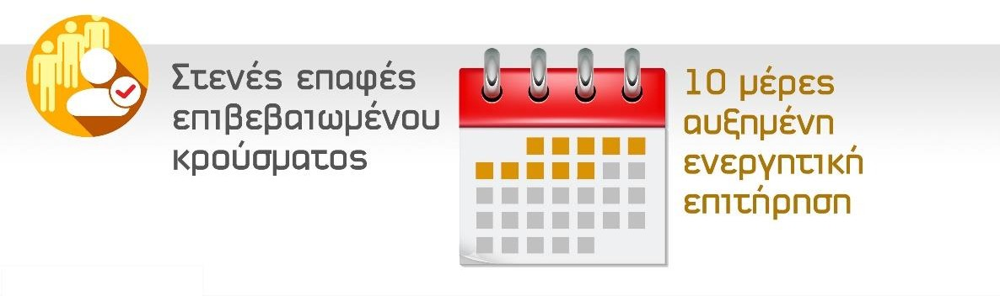 Στενές επαφές
επιβεβαιωμένου
κρούσματος
10 μέρες
αυξημένη
ενεργητική
επιτήρηση